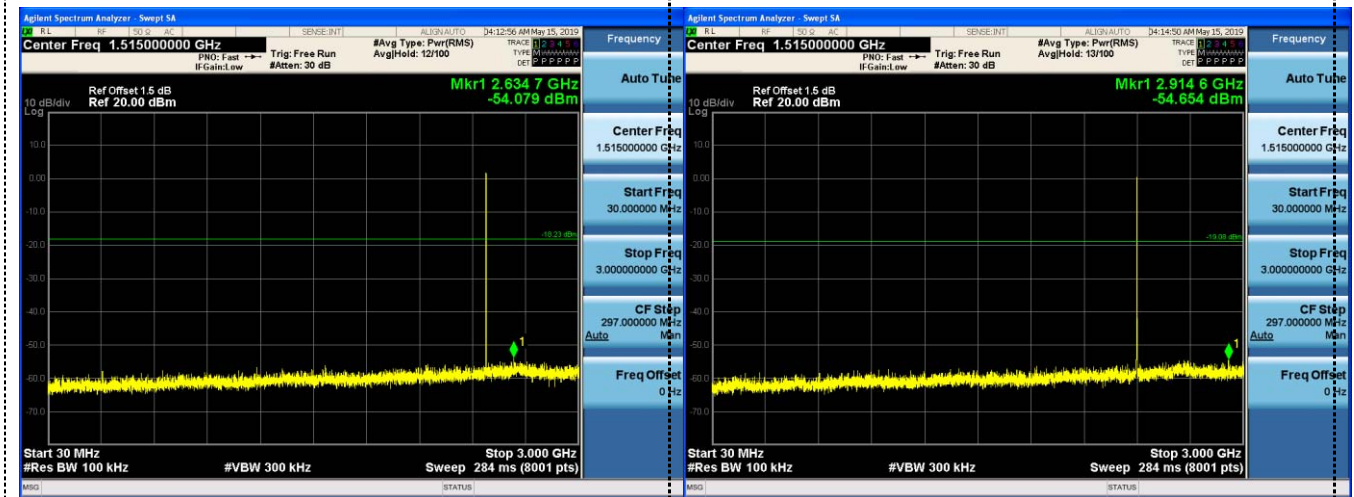 Agilent Spectrum Analyzer - Swept SA
RL RF 50 Ω AC SENSE:INT ALIGNAUTO 04:12:56 AM May 15, 2019
Center Freq 1.515000000 GHz
PNO: Fast
IFGain:Low
Trig: Free Run
#Atten: 30 dB
#Avg Type: Pwr(RMS)
Avg|Hold: 12/100
TRACE 1 2 3 4 5 6
TYPE M
DET P P P P P P
Frequency
Mkr1 2.634 7 GHz
-54.079 dBm
Ref Offset 1.5 dB
10 dB/div Ref 20.00 dBm
Log
10.0
0.00
-10.0
-20.0
-30.0
-40.0
-50.0
-60.0
-70.0
-18.23 dBm
1
Start 30 MHz
Stop 3.000 GHz
#Res BW 100 kHz #VBW 300 kHz Sweep 284 ms (8001 pts)
MSG STATUS
Auto Tune
Center Freq
1.515000000 GHz
Start Freq
30.000000 MHz
Stop Freq
3.000000000 GHz
CF Step
297.000000 MHz
Auto Man
Freq Offset
0 Hz
Agilent Spectrum Analyzer - Swept SA
RL RF 50 Ω AC SENSE:INT ALIGNAUTO 04:14:50 AM May 15, 2019
Center Freq 1.515000000 GHz
PNO: Fast
IFGain:Low
Trig: Free Run
#Atten: 30 dB
#Avg Type: Pwr(RMS)
Avg|Hold: 13/100
TRACE 1 2 3 4 5 6
TYPE M
DET P P P P P P
Frequency
Mkr1 2.914 6 GHz
-54.654 dBm
Ref Offset 1.5 dB
10 dB/div Ref 20.00 dBm
Log
10.0
0.00
-10.0
-20.0
-30.0
-40.0
-50.0
-60.0
-70.0
-19.08 dBm
1
Start 30 MHz
Stop 3.000 GHz
#Res BW 100 kHz #VBW 300 kHz Sweep 284 ms (8001 pts)
MSG STATUS
Auto Tune
Center Freq
1.515000000 GHz
Start Freq
30.000000 MHz
Stop Freq
3.000000000 GHz
CF Step
297.000000 MHz
Auto Man
Freq Offset
0 Hz